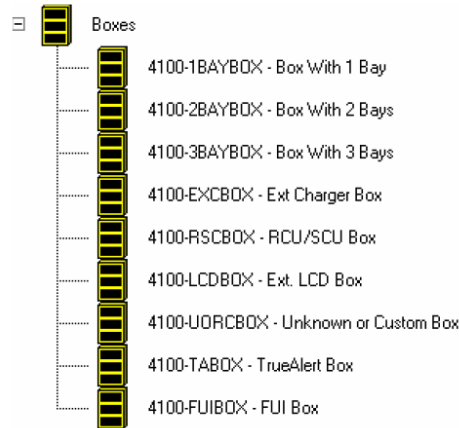 Boxes
4100-1BAYBOX - Box With 1 Bay
4100-2BAYBOX - Box With 2 Bays
4100-3BAYBOX - Box With 3 Bays
4100-EXCBOX - Ext Charger Box
4100-RSCBOX - RCU/SCU Box
4100-LCDBOX - Ext. LCD Box
4100-UORCBOX - Unknown or Custom Box
4100-TABOX - TrueAlert Box
4100-FUIBOX - FUI Box